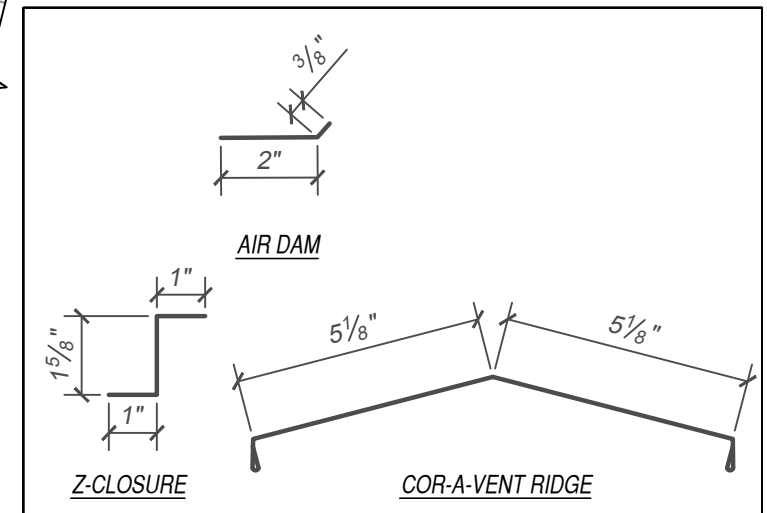 3/8"
2"
AIR DAM
1"
1 5/8"
1"
Z-CLOSURE
5 1/8"
5 1/8"
COR-A-VENT RIDGE